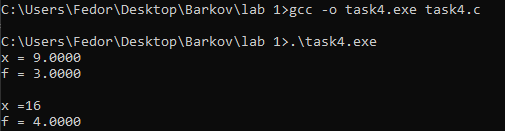 C:\Users\Fedor\Desktop\Barkov\lab 1>gcc -o task4.exe task4.c
C:\Users\Fedor\Desktop\Barkov\lab 1>.\task4.exe
x = 9.0000
f = 3.0000
x =16
f = 4.0000